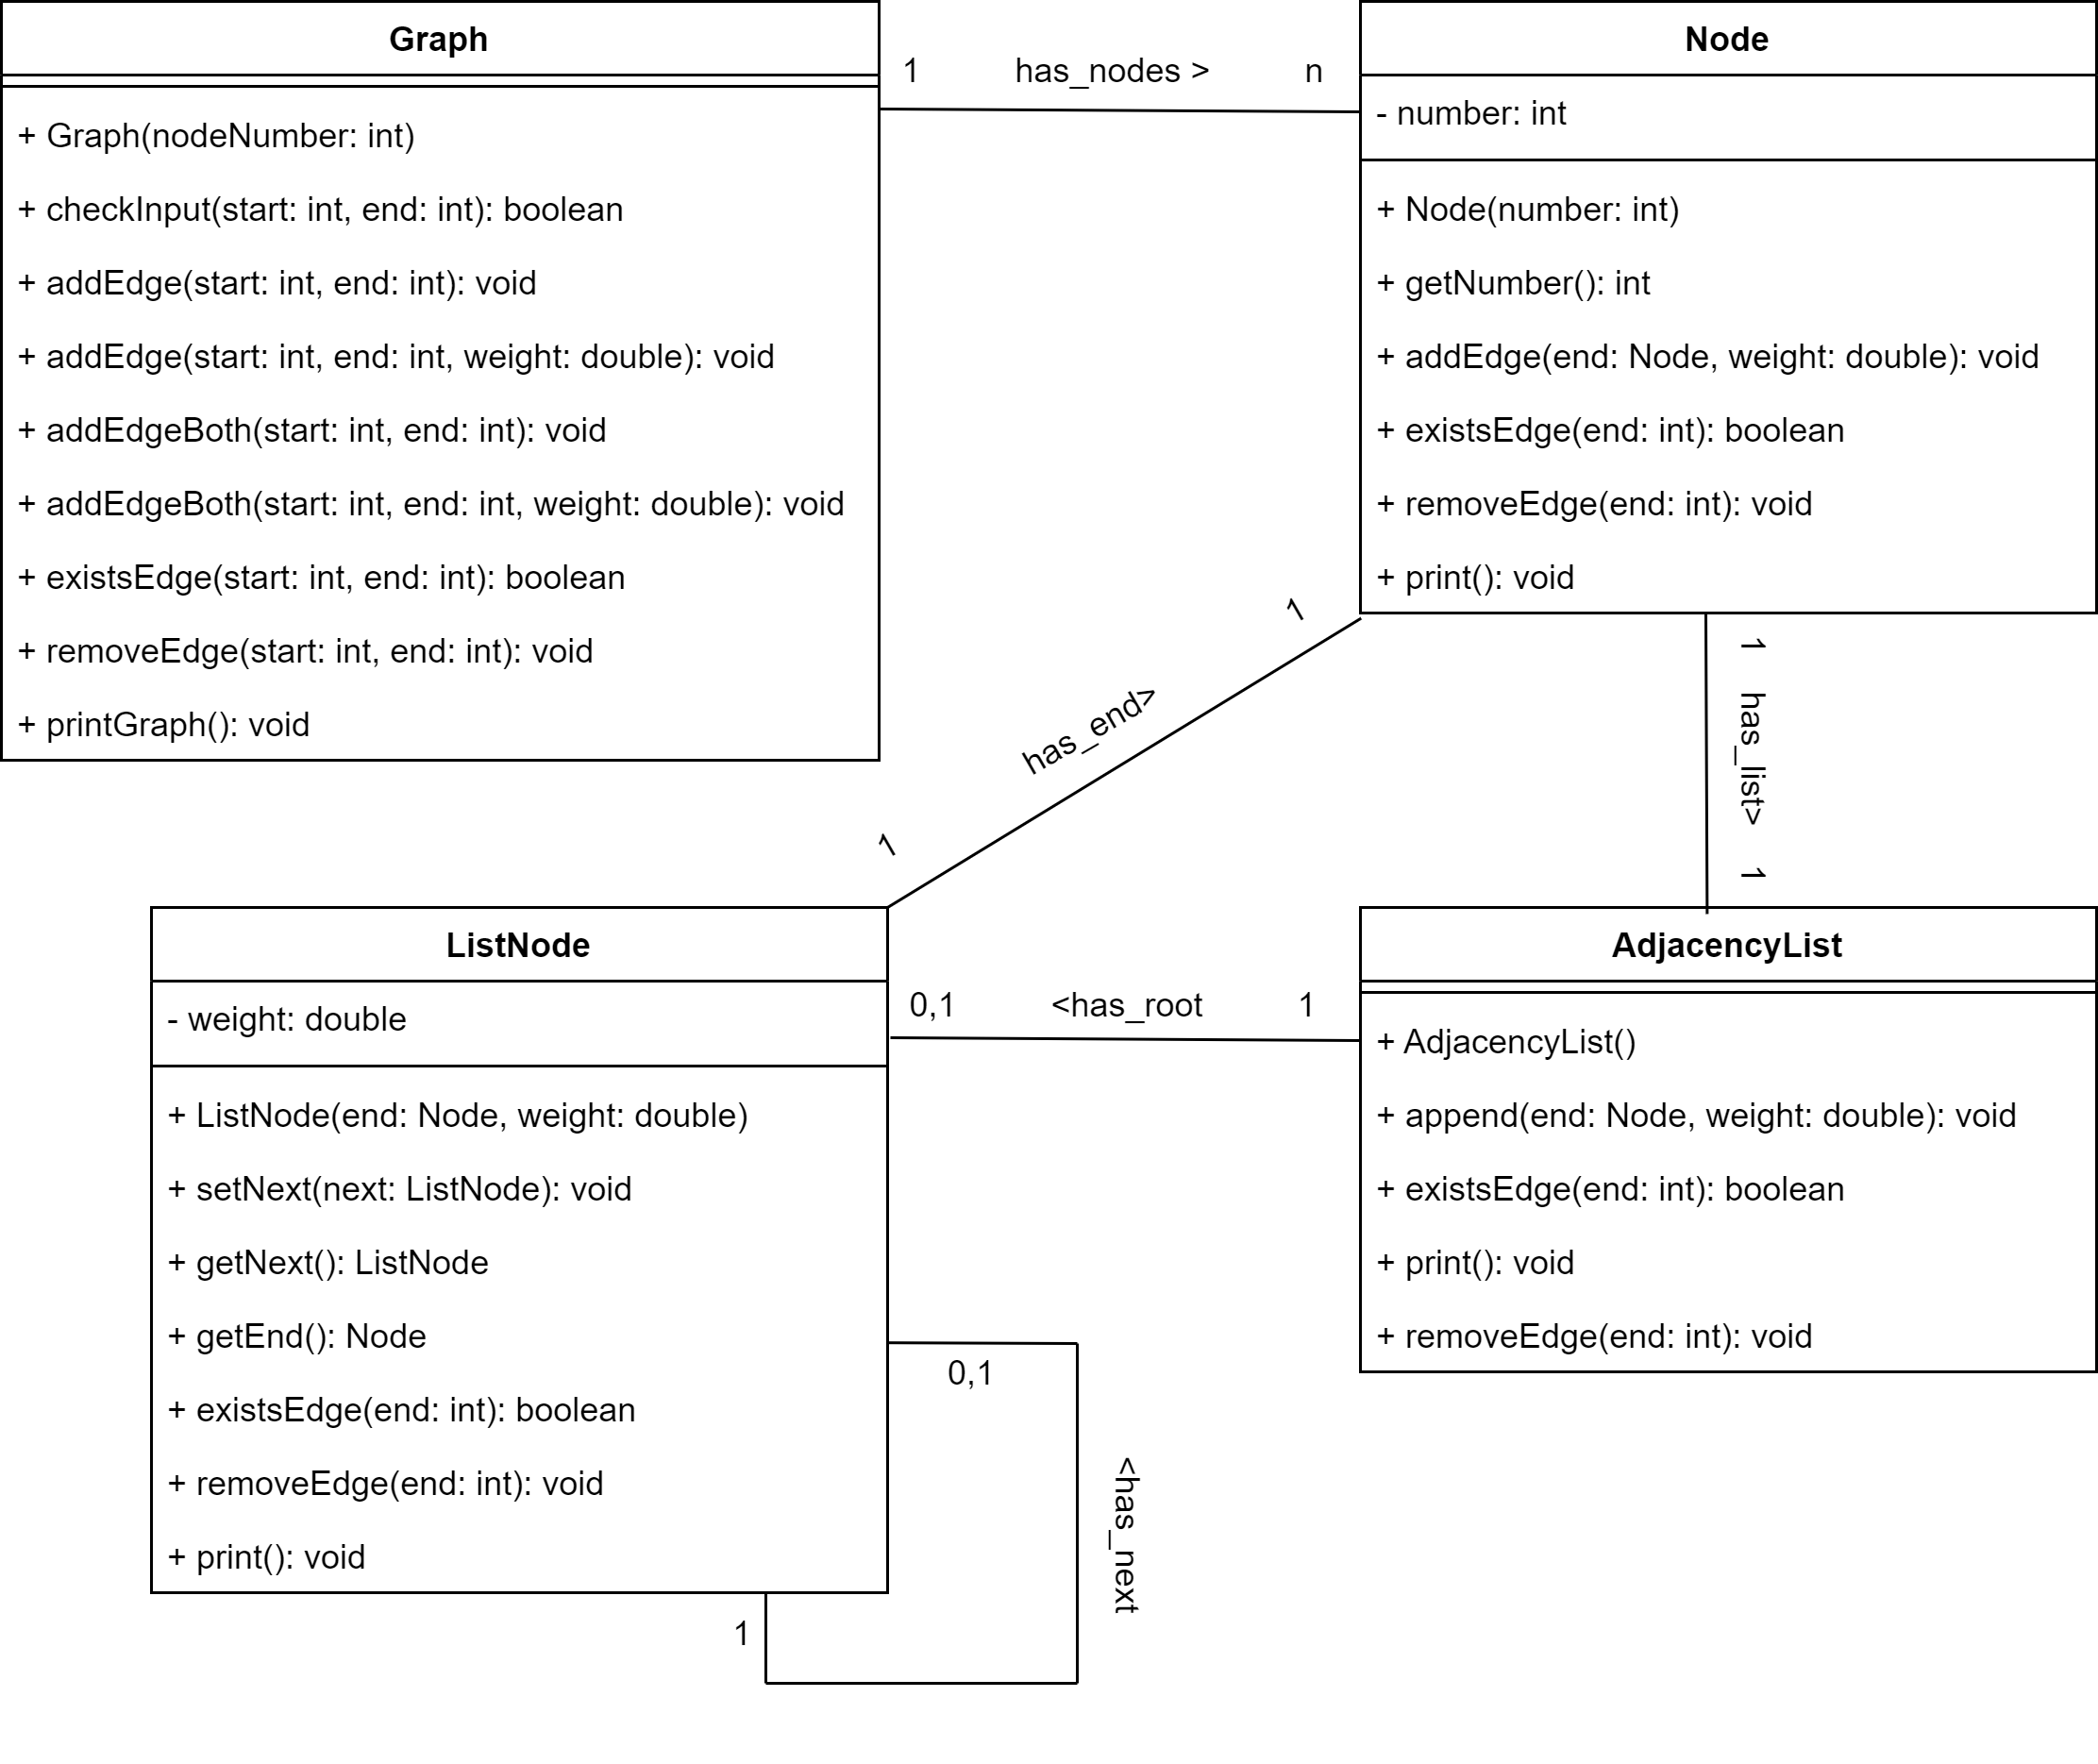 Graph
+ Graph(nodeNumber: int)
+ checkInput(start: int, end: int): boolean
+ addEdge(start: int, end: int): void
+ addEdge(start: int, end: int, weight: double): void
+ addEdgeBoth(start: int, end: int): void
+ addEdgeBoth(start: int, end: int, weight: double): void
+ existsEdge(start: int, end: int): boolean
+ removeEdge(start: int, end: int): void
+ printGraph(): void
1 has_nodes > n
Node
- number: int
+ Node(number: int)
+ getNumber(): int
+ addEdge(end: Node, weight: double): void
+ existsEdge(end: int): boolean
+ removeEdge(end: int): void
+ print(): void
1 has_end> 1
1 has_list> 1
ListNode
- weight: double
+ ListNode(end: Node, weight: double)
+ setNext(next: ListNode): void
+ getNext(): ListNode
+ getEnd(): Node
+ existsEdge(end: int): boolean
+ removeEdge(end: int): void
+ print(): void
0,1 <has_root 1
AdjacencyList
+ AdjacencyList()
+ append(end: Node, weight: double): void
+ existsEdge(end: int): boolean
+ print(): void
+ removeEdge(end: int): void
0,1
<has_next
1